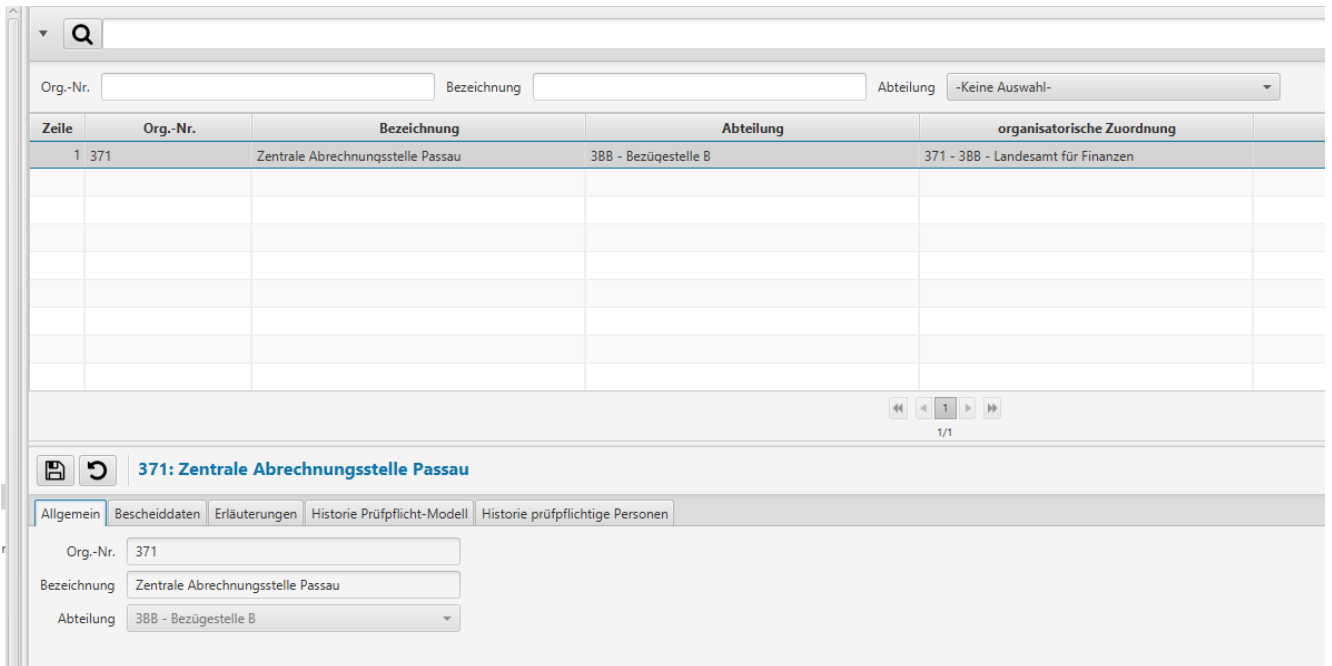 Org.-Nr. Bezeichnung Abteilung -Keine Auswahl-
Zeile Org.-Nr. Bezeichnung Abteilung organisatorische Zuordnung
1 371 Zentrale Abrechnungsstelle Passau 3BB - Bezügestelle B 371 - 3BB - Landesamt für Finanzen
1
1/1
371: Zentrale Abrechnungsstelle Passau
Allgemein Bescheiddaten Erläuterungen Historie Prüfpflicht-Modell Historie prüfpflichtige Personen
Org.-Nr. 371
Bezeichnung Zentrale Abrechnungsstelle Passau
Abteilung 3BB - Bezügestelle B